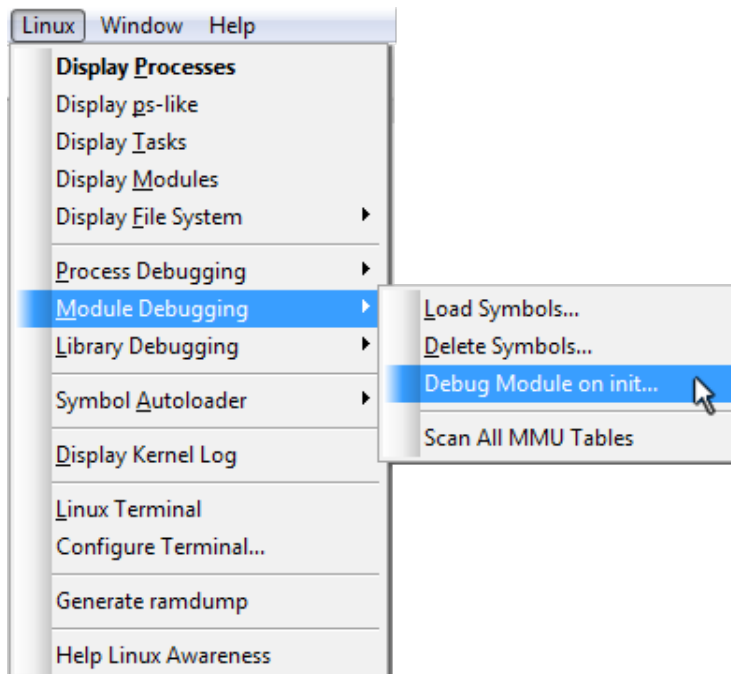 Linux Window Help
Display Processes
Display ps-like
Display Tasks
Display Modules
Display File System
Process Debugging
Module Debugging
Library Debugging
Symbol Autoloader
Display Kernel Log
Linux Terminal
Configure Terminal...
Generate ramdump
Help Linux Awareness
Load Symbols...
Delete Symbols...
Debug Module on init...
Scan All MMU Tables